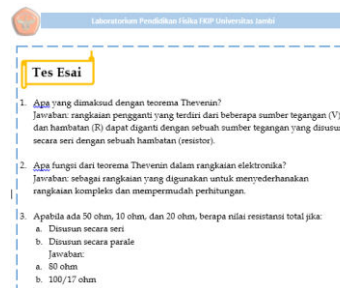 Laboratorium Pendidikan Fisika FKIP Universitas Jambi
Tes Esai
1. Apa yang dimaksud dengan teorema Thevenin?
Jawaban: rangkaian pengganti yang terdiri dari beberapa sumber tegangan (V)
dan hambatan (R) dapat diganti dengan sebuah sumber tegangan yang disusu
secara seri dengan sebuah hambatan (resistor).
2. Apa fungsi dari teorema Thevenin dalam rangkaian elektronika?
Jawaban: sebagai rangkaian yang digunakan untuk menyederhanakan
rangkaian kompleks dan mempermudah perhitungan.
3. Apabila ada 50 ohm, 10 ohm, dan 20 ohm, berapa nilai resistansi total jika:
a. Disusun secara seri
b. Disusun secara parale
Jawaban:
a. 80 ohm
b. 100/17 ohm